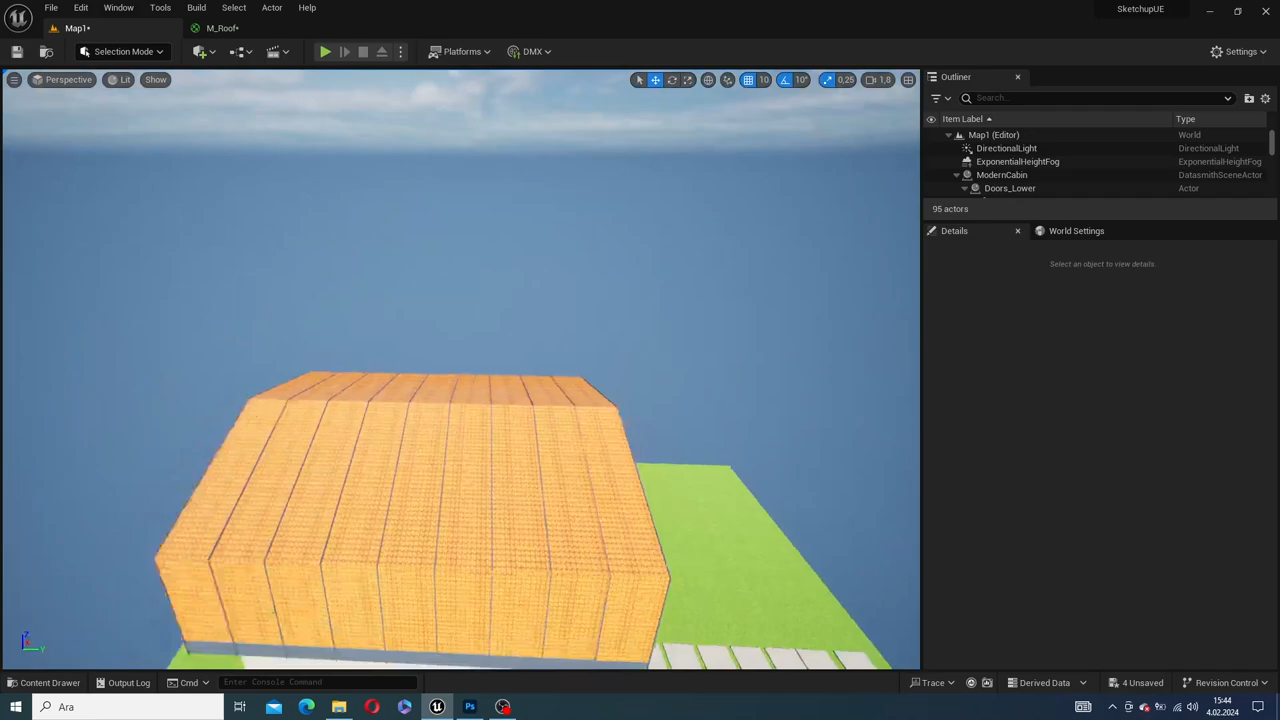 File Edit Window Tools Build Select Actor Help
SketchupUE
Map1•
M_Roof•
Selection Mode
Platforms
DMX
Settings
Perspective
Lit
Show
10
10°
0,25
1,8
Outliner
Search...
Item Label
Type
Map1 (Editor)
World
DirectionalLight
DirectionalLight
ExponentialHeightFog
ExponentialHeightFog
ModernCabin
DatasmithSceneActor
Doors_Lower
Actor
95 actors
Details
World Settings
Select an object to view details.
Z
Y
Content Drawer
Output Log
Cmd
Enter Console Command
Trace
Derived Data
4 Unsaved
Revision Control
Ara
15:44
4.02.2024